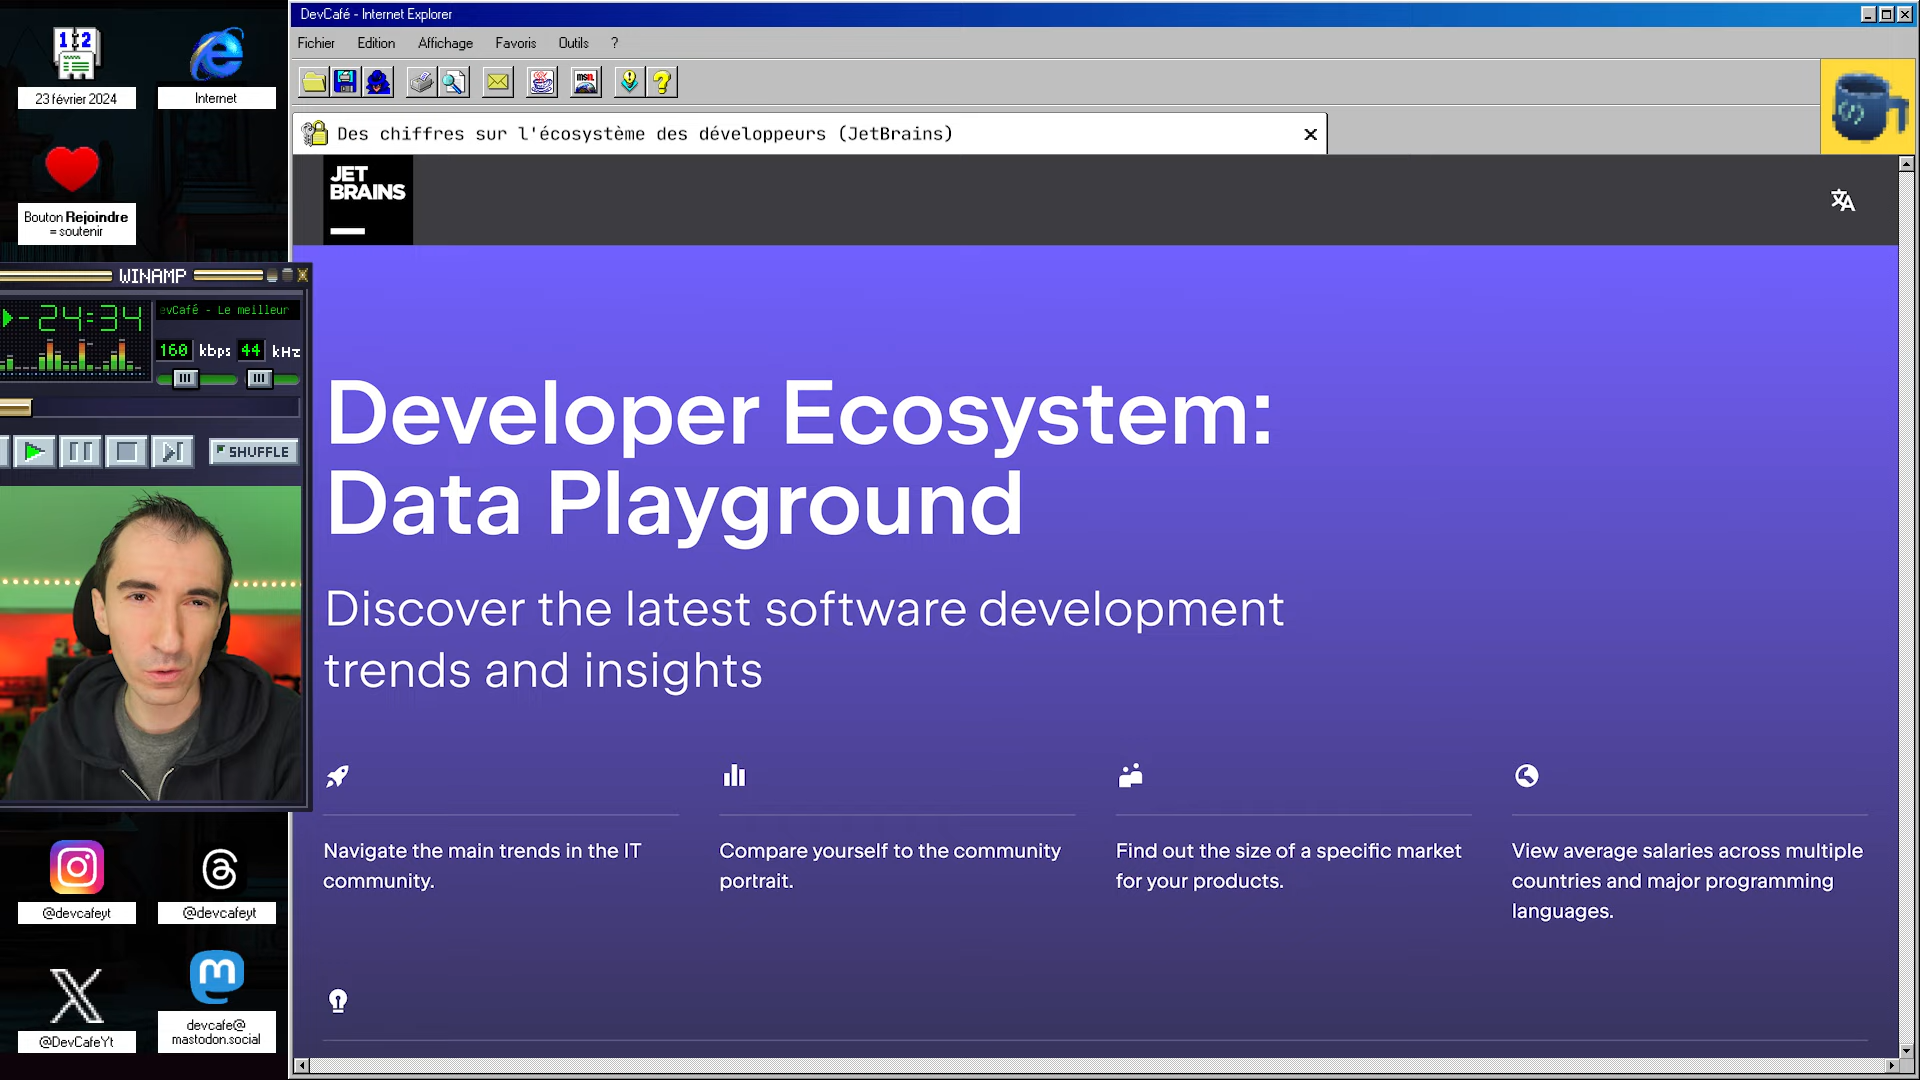 DevCafé - Internet Explorer
Fichier Edition Affichage Favoris Outils ?
msn
Des chiffres sur l'écosystème des développeurs (JetBrains)
12
23 février 2024
Internet
Bouton Rejoindre
= soutenir
WINAMP
-24:34
evCafé - Le meilleur
160 kbps 44 kHz
SHUFFLE
@devcafeyt
@devcafeyt
@DevCafeYt
devcafe@
mastodon.social
JET
BRAINS
Developer Ecosystem:
Data Playground
Discover the latest software development
trends and insights
Navigate the main trends in the IT
community.
Compare yourself to the community
portrait.
Find out the size of a specific market
for your products.
View average salaries across multiple
countries and major programming
languages.